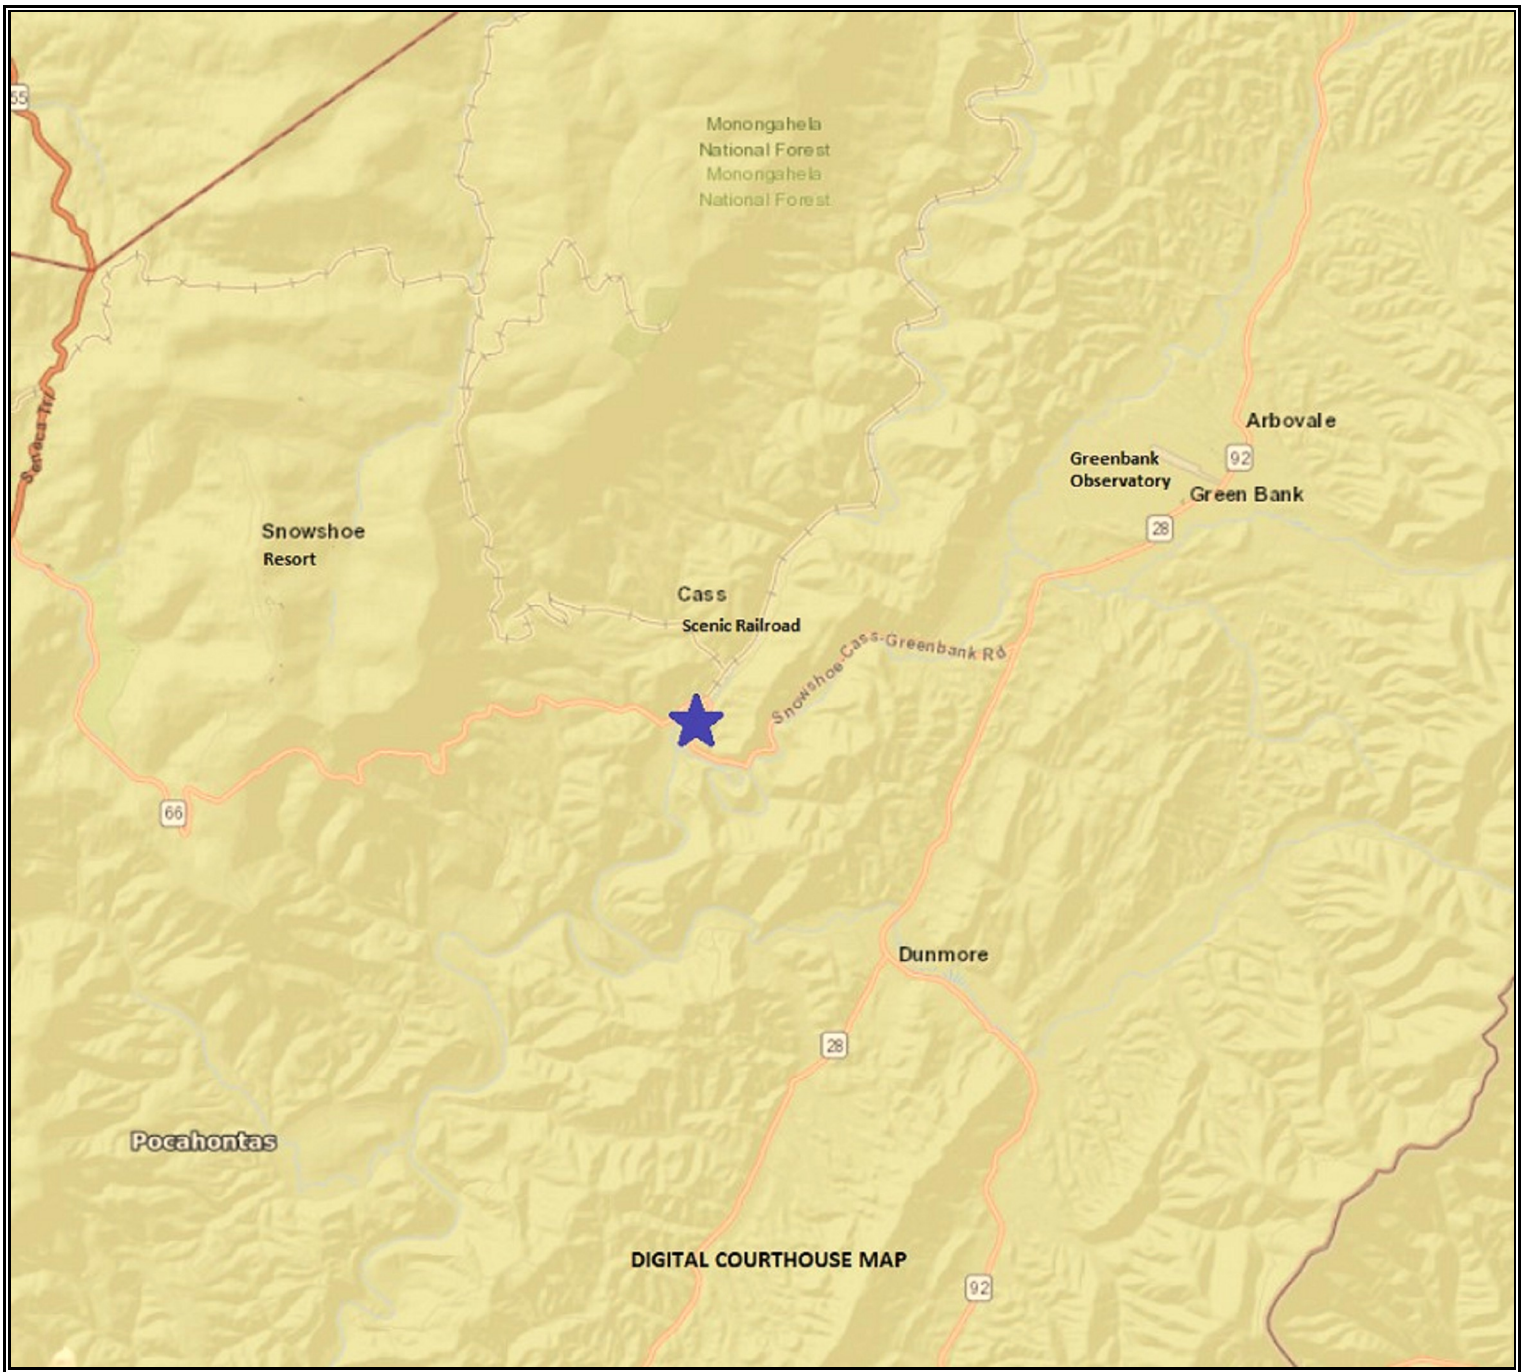 55
Monongahela
National Forest
Monongahela
National Forest
Seneca Trl
Arbovale
Greenbank
Observatory
92
Green Bank
28
Snowshoe
Resort
Cass
Scenic Railroad
Snowshoe-Cass-Greenbank Rd
66
Dunmore
28
Pocahontas
DIGITAL COURTHOUSE MAP
92